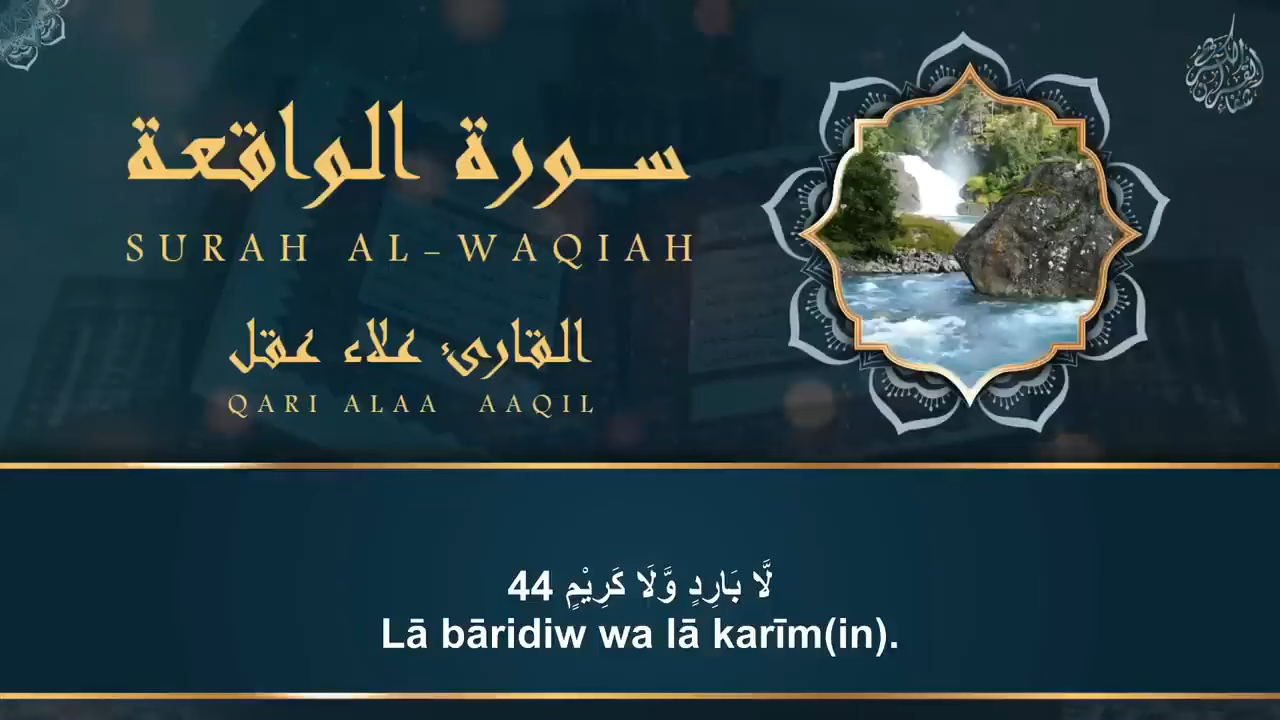 سورة الواقعة
SURAH AL-WAQIAH
القارئ علاء عقل
QARI ALAA AAQIL
لَّا بَارِدٍ وَّلَا كَرِيْمٍ 44
Lā bāridiw wa lā karīm(in).